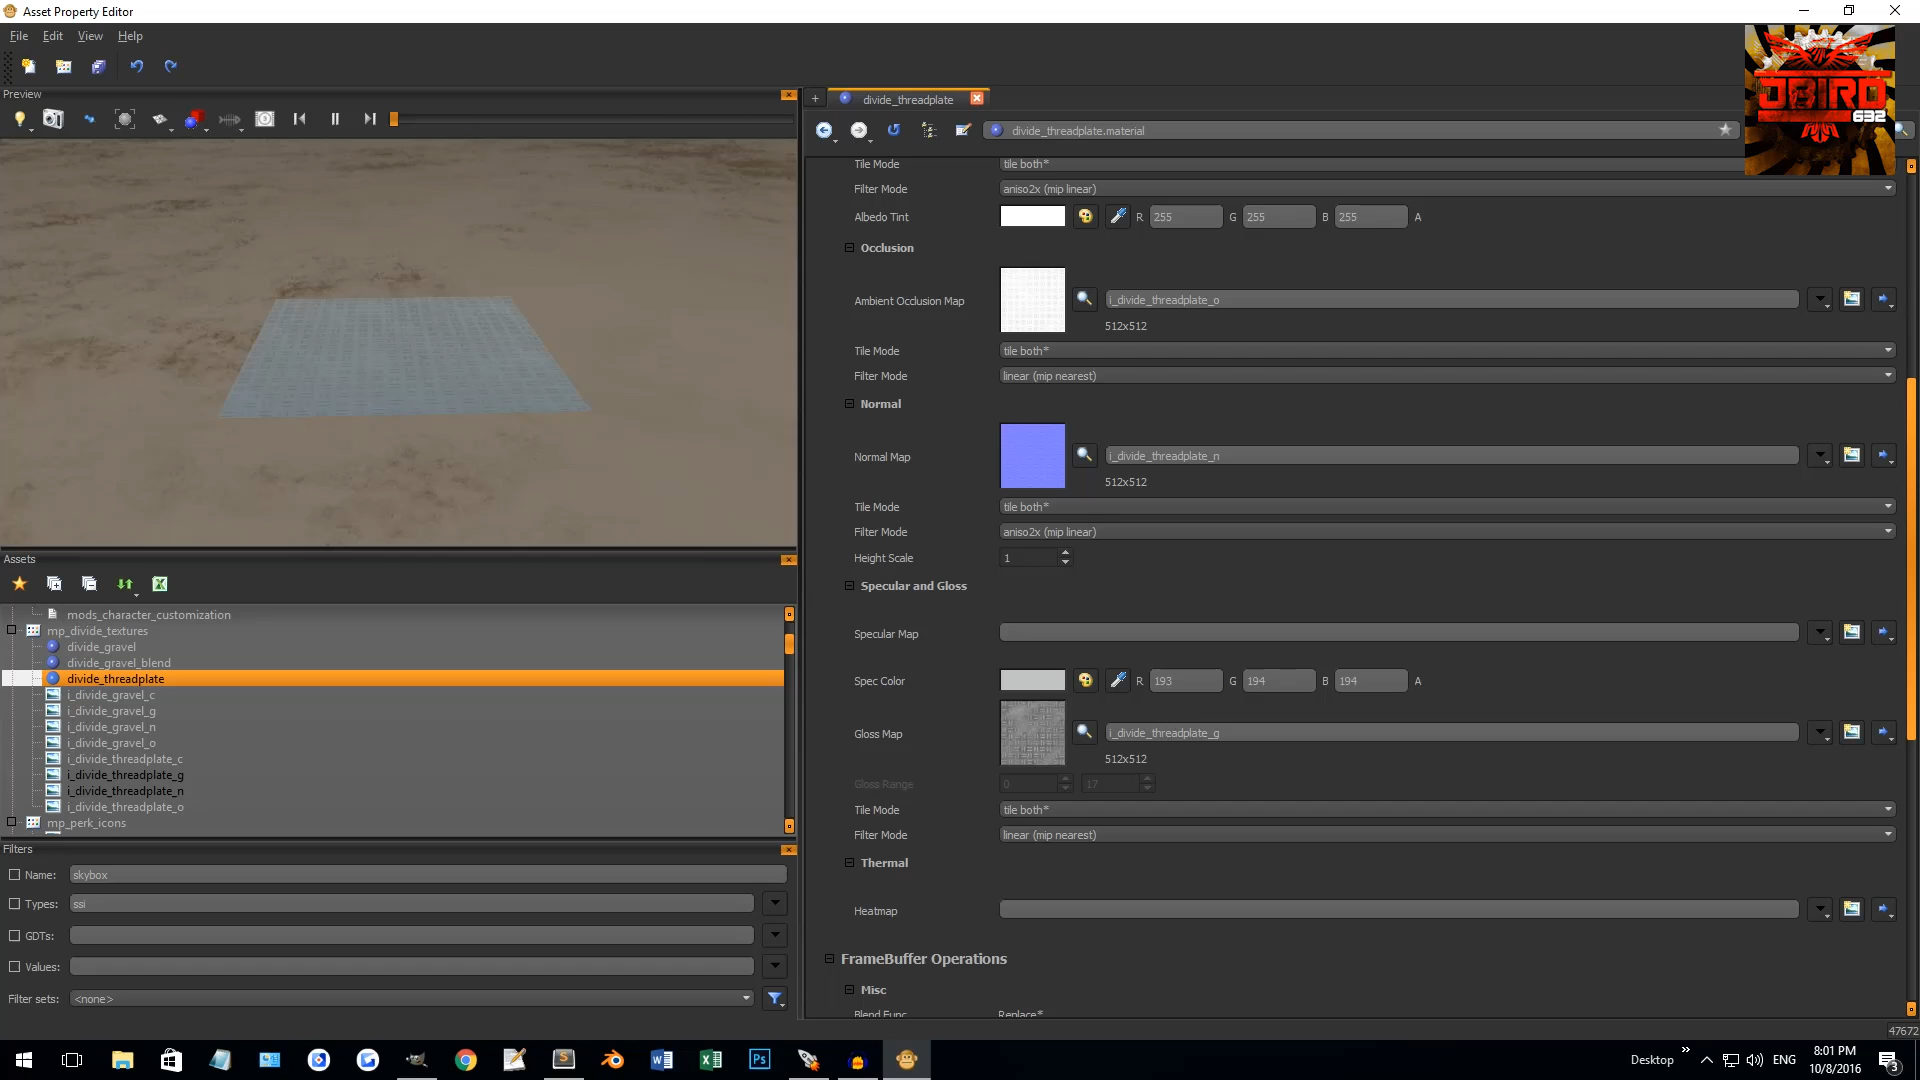 Asset Property Editor
File Edit View Help
Preview
JBIRD
632
divide_threadplate
divide_threadplate.material
Tile Mode tile both*
Filter Mode aniso2x (mip linear)
Albedo Tint R 255 G 255 B 255 A
Occlusion
Ambient Occlusion Map i_divide_threadplate_o
512x512
Tile Mode tile both*
Filter Mode linear (mip nearest)
Normal
Normal Map i_divide_threadplate_n
512x512
Tile Mode tile both*
Filter Mode aniso2x (mip linear)
Height Scale 1
Specular and Gloss
Specular Map
Spec Color R 193 G 194 B 194 A
Gloss Map i_divide_threadplate_g
512x512
Gloss Range 0 17
Tile Mode tile both*
Filter Mode linear (mip nearest)
Thermal
Heatmap
FrameBuffer Operations
Misc
Blend Func Replace*
47672
Assets
mods_character_customization
mp_divide_textures
divide_gravel
divide_gravel_blend
divide_threadplate
i_divide_gravel_c
i_divide_gravel_g
i_divide_gravel_n
i_divide_gravel_o
i_divide_threadplate_c
i_divide_threadplate_g
i_divide_threadplate_n
i_divide_threadplate_o
mp_perk_icons
Filters
Name: skybox
Types: ssi
GDTs:
Values:
Filter sets: <none>
Desktop
ENG
8:01 PM
10/8/2016
3